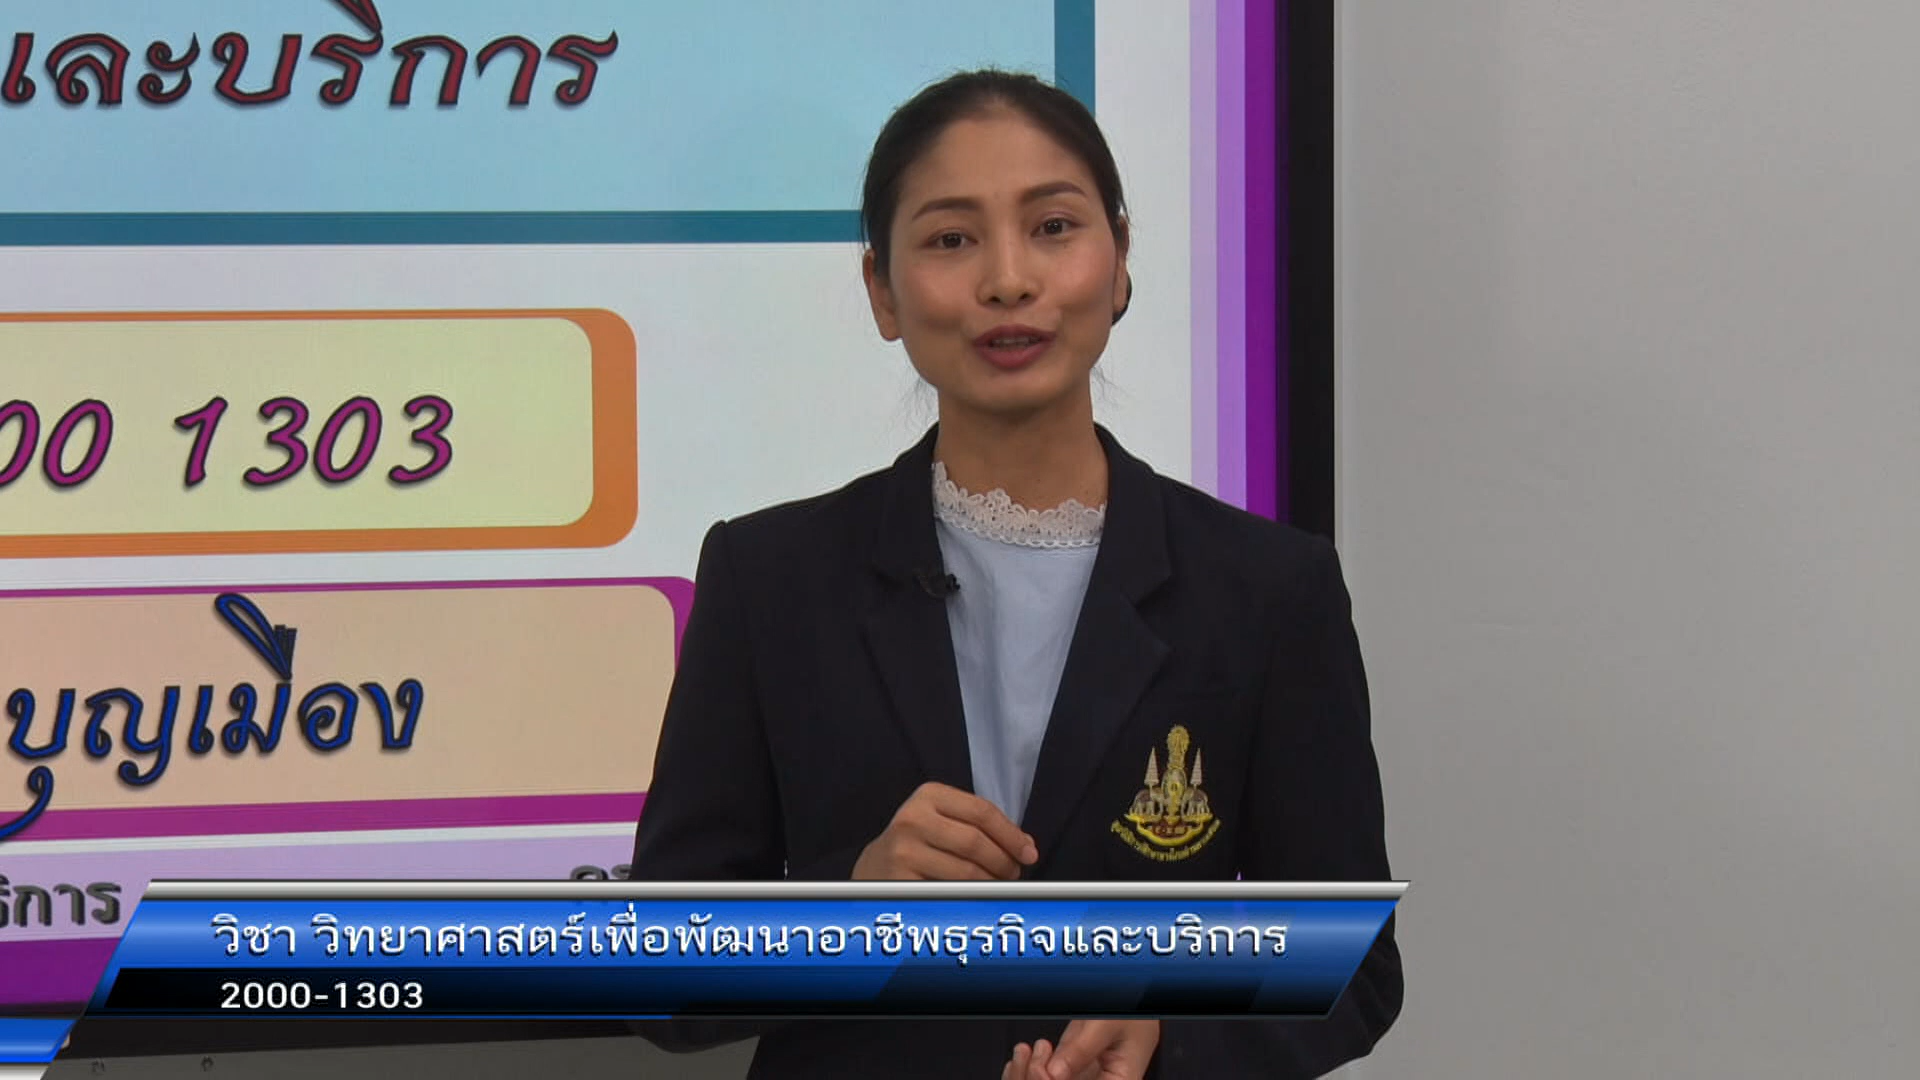 และบริการ
00 1303
บุญเมือง
ริการ
วิชา วิทยาศาสตร์เพื่อพัฒนาอาชีพธุรกิจและบริการ
2000-1303